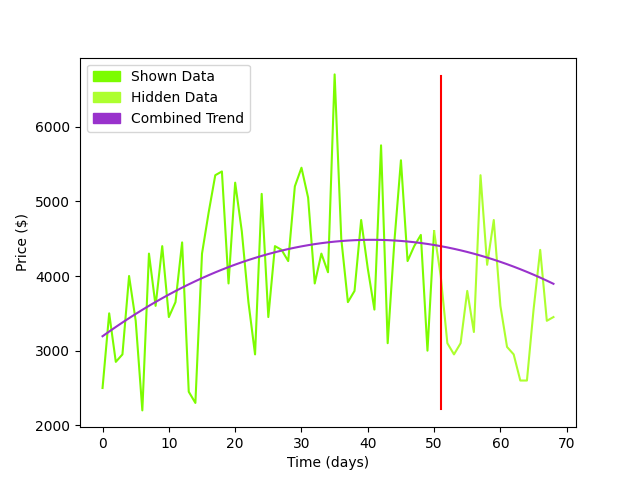 Shown Data
Hidden Data
Combined Trend
Price ($)
6000
5000
4000
3000
2000
0 10 20 30 40 50 60 70
Time (days)